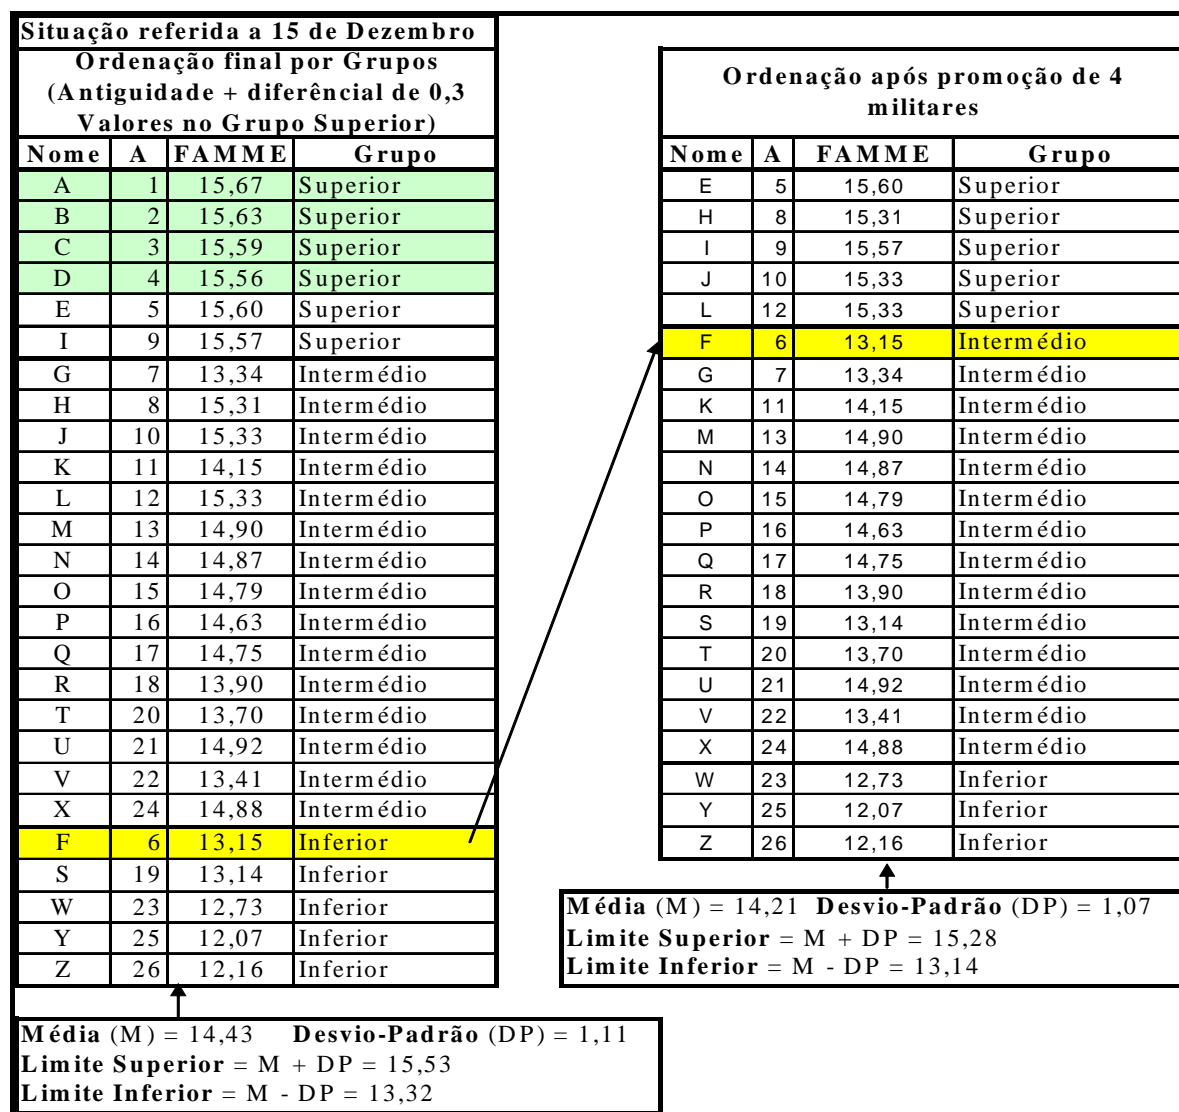 Situação referida a 15 de Dezembro
Ordenação final por Grupos
(Antiguidade + diferêncial de 0,3
Valores no Grupo Superior)
Nome A FAMME Grupo
A 1 15,67 Superior
B 2 15,63 Superior
C 3 15,59 Superior
D 4 15,56 Superior
E 5 15,60 Superior
I 9 15,57 Superior
G 7 13,34 Intermédio
H 8 15,31 Intermédio
J 10 15,33 Intermédio
K 11 14,15 Intermédio
L 12 15,33 Intermédio
M 13 14,90 Intermédio
N 14 14,87 Intermédio
O 15 14,79 Intermédio
P 16 14,63 Intermédio
Q 17 14,75 Intermédio
R 18 13,90 Intermédio
T 20 13,70 Intermédio
U 21 14,92 Intermédio
V 22 13,41 Intermédio
X 24 14,88 Intermédio
F 6 13,15 Inferior
S 19 13,14 Inferior
W 23 12,73 Inferior
Y 25 12,07 Inferior
Z 26 12,16 Inferior
Média (M) = 14,43 Desvio-Padrão (DP) = 1,11
Limite Superior = M + DP = 15,53
Limite Inferior = M - DP = 13,32
Ordenação após promoção de 4
militares
Nome A FAMME Grupo
E 5 15,60 Superior
H 8 15,31 Superior
I 9 15,57 Superior
J 10 15,33 Superior
L 12 15,33 Superior
F 6 13,15 Intermédio
G 7 13,34 Intermédio
K 11 14,15 Intermédio
M 13 14,90 Intermédio
N 14 14,87 Intermédio
O 15 14,79 Intermédio
P 16 14,63 Intermédio
Q 17 14,75 Intermédio
R 18 13,90 Intermédio
S 19 13,14 Intermédio
T 20 13,70 Intermédio
U 21 14,92 Intermédio
V 22 13,41 Intermédio
X 24 14,88 Intermédio
W 23 12,73 Inferior
Y 25 12,07 Inferior
Z 26 12,16 Inferior
Média (M) = 14,21 Desvio-Padrão (DP) = 1,07
Limite Superior = M + DP = 15,28
Limite Inferior = M - DP = 13,14